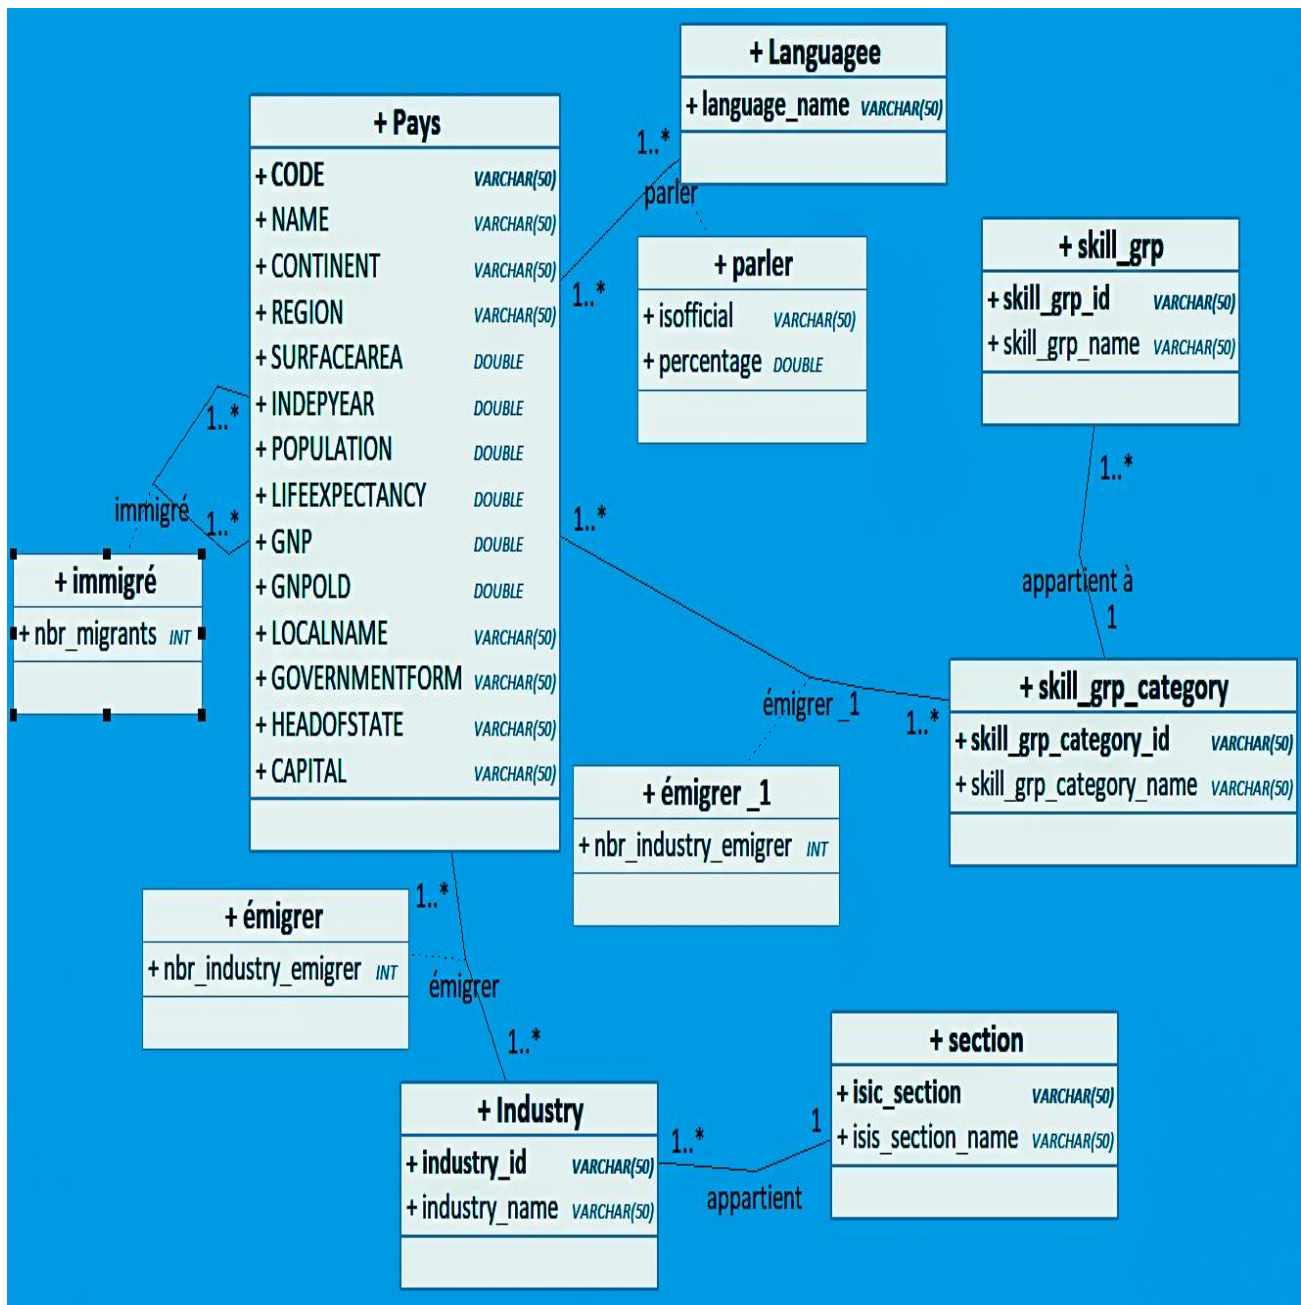 + Languagee
+ language_name VARCHAR(50)
+ Pays
+ CODE VARCHAR(50)
+ NAME VARCHAR(50)
+ CONTINENT VARCHAR(50)
+ REGION VARCHAR(50)
+ SURFACEAREA DOUBLE
+ INDEPYEAR DOUBLE
+ POPULATION DOUBLE
+ LIFEEXPECTANCY DOUBLE
+ GNP DOUBLE
+ GNPOLD DOUBLE
+ LOCALNAME VARCHAR(50)
+ GOVERNMENTFORM VARCHAR(50)
+ HEADOFSTATE VARCHAR(50)
+ CAPITAL VARCHAR(50)
1..*
parler
1..*
+ parler
+ isofficial VARCHAR(50)
+ percentage DOUBLE
+ skill_grp
+ skill_grp_id VARCHAR(50)
+ skill_grp_name VARCHAR(50)
1..*
appartient à
1
1..*
immigré
1..*
+ immigré
+ nbr_migrants INT
1..*
émigrer _1
1..*
+ skill_grp_category
+ skill_grp_category_id VARCHAR(50)
+ skill_grp_category_name VARCHAR(50)
+ émigrer _1
+ nbr_industry_emigrer INT
1..*
+ émigrer
+ nbr_industry_emigrer INT
émigrer
1..*
+ Industry
+ industry_id VARCHAR(50)
+ industry_name VARCHAR(50)
1..*
appartient
1
+ section
+ isic_section VARCHAR(50)
+ isis_section_name VARCHAR(50)